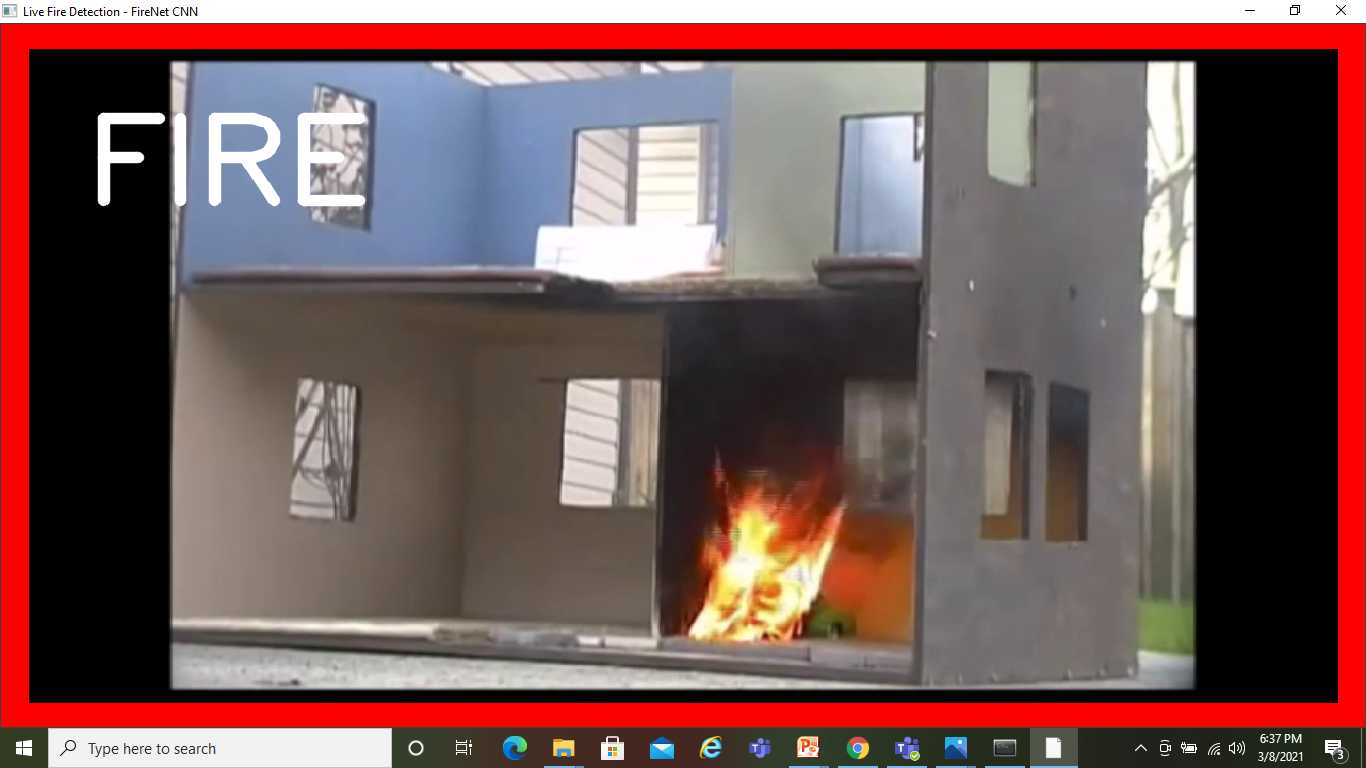 Live Fire Detection - FireNet CNN
FIRE
Type here to search
6:37 PM
3/8/2021
3